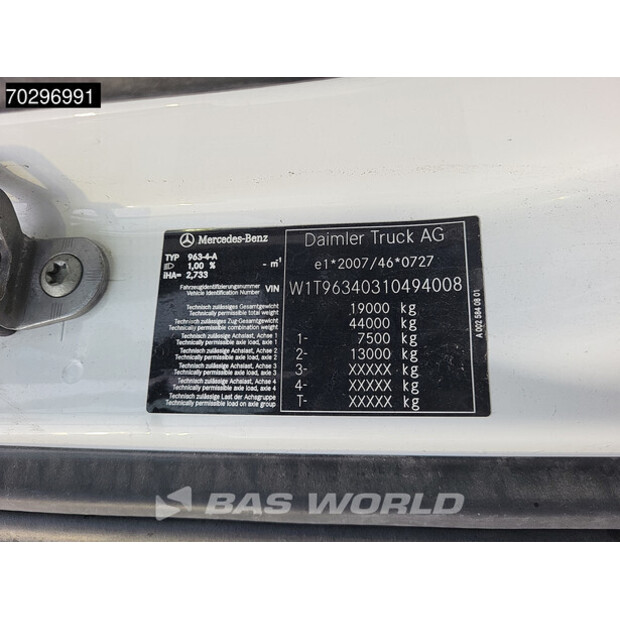 70296991
Mercedes-Benz
Daimler Truck AG
TYP 963-4-A
1,00 % - m¹
iHA= 2,733
e1*2007/46*0727
Fahrzeugidentifizierungsnummer
Vehicle Identification Number VIN W1T96340310494008
Technisch zulässiges Gesamtgewicht
Technically permissible total weight 19000 kg
Technisch zulässiges Zug-Gesamtgewicht
Technically permissible combination weight 44000 kg
Technisch zulässige Achslast, Achse 1
Technically permissible axle load, axle 1 1- 7500 kg
Technisch zulässige Achslast, Achse 2
Technically permissible axle load, axle 2 2- 13000 kg
Technisch zulässige Achslast, Achse 3
Technically permissible axle load, axle 3 3- XXXXX kg
Technisch zulässige Achslast, Achse 4
Technically permissible axle load, axle 4 4- XXXXX kg
Technisch zulässige Last der Achsgruppe
Technically permissible load on axle group T- XXXXX kg
A 002 584 08 01
BAS WORLD